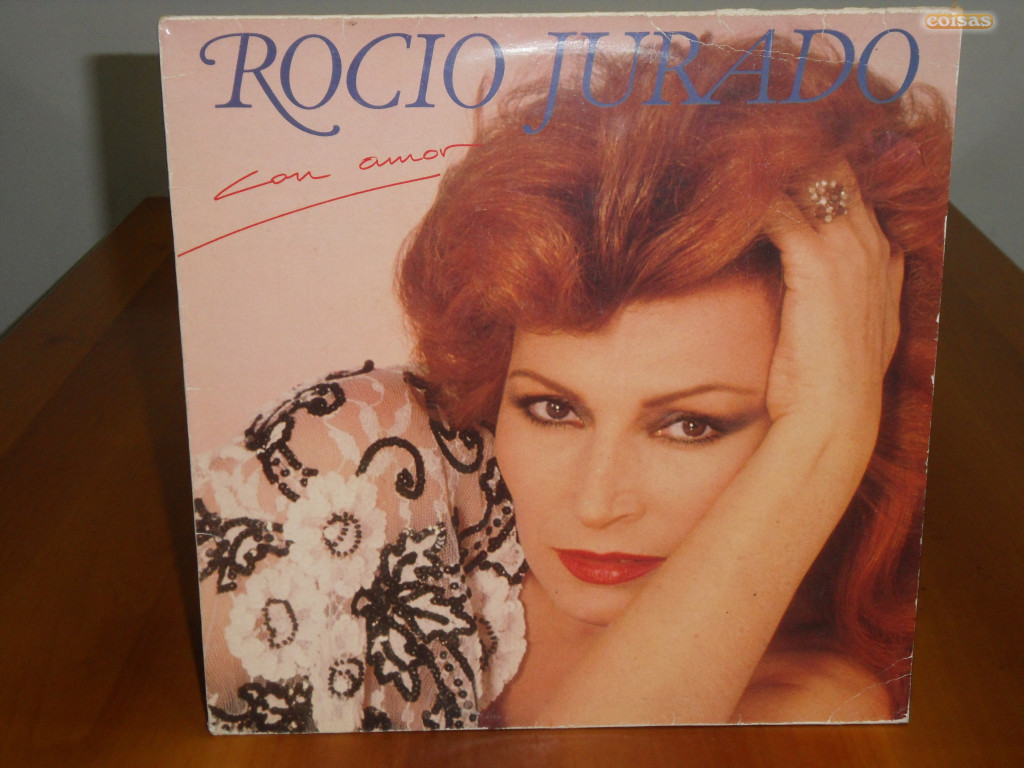 coisas
ROCIO JURADO
con amor